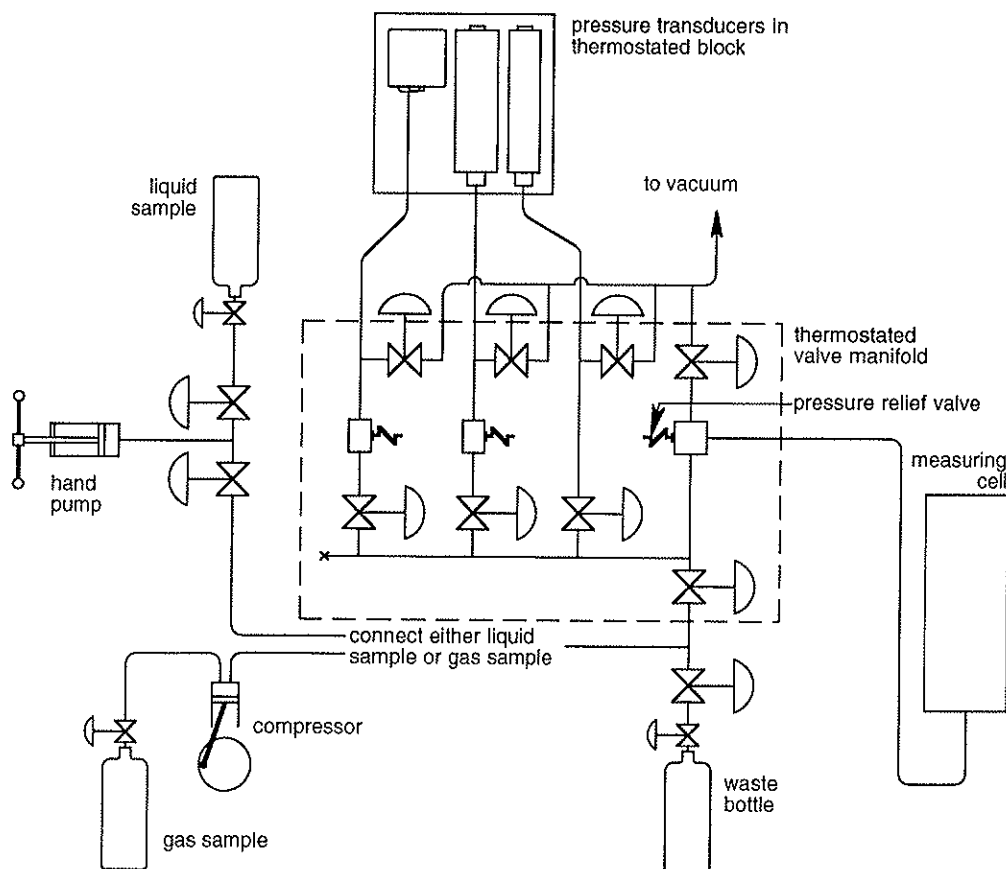 pressure transducers in
thermostated block
liquid
sample
to vacuum
thermostated
valve manifold
pressure relief valve
measuring
cell
hand
pump
connect either liquid
sample or gas sample
compressor
waste
bottle
gas sample